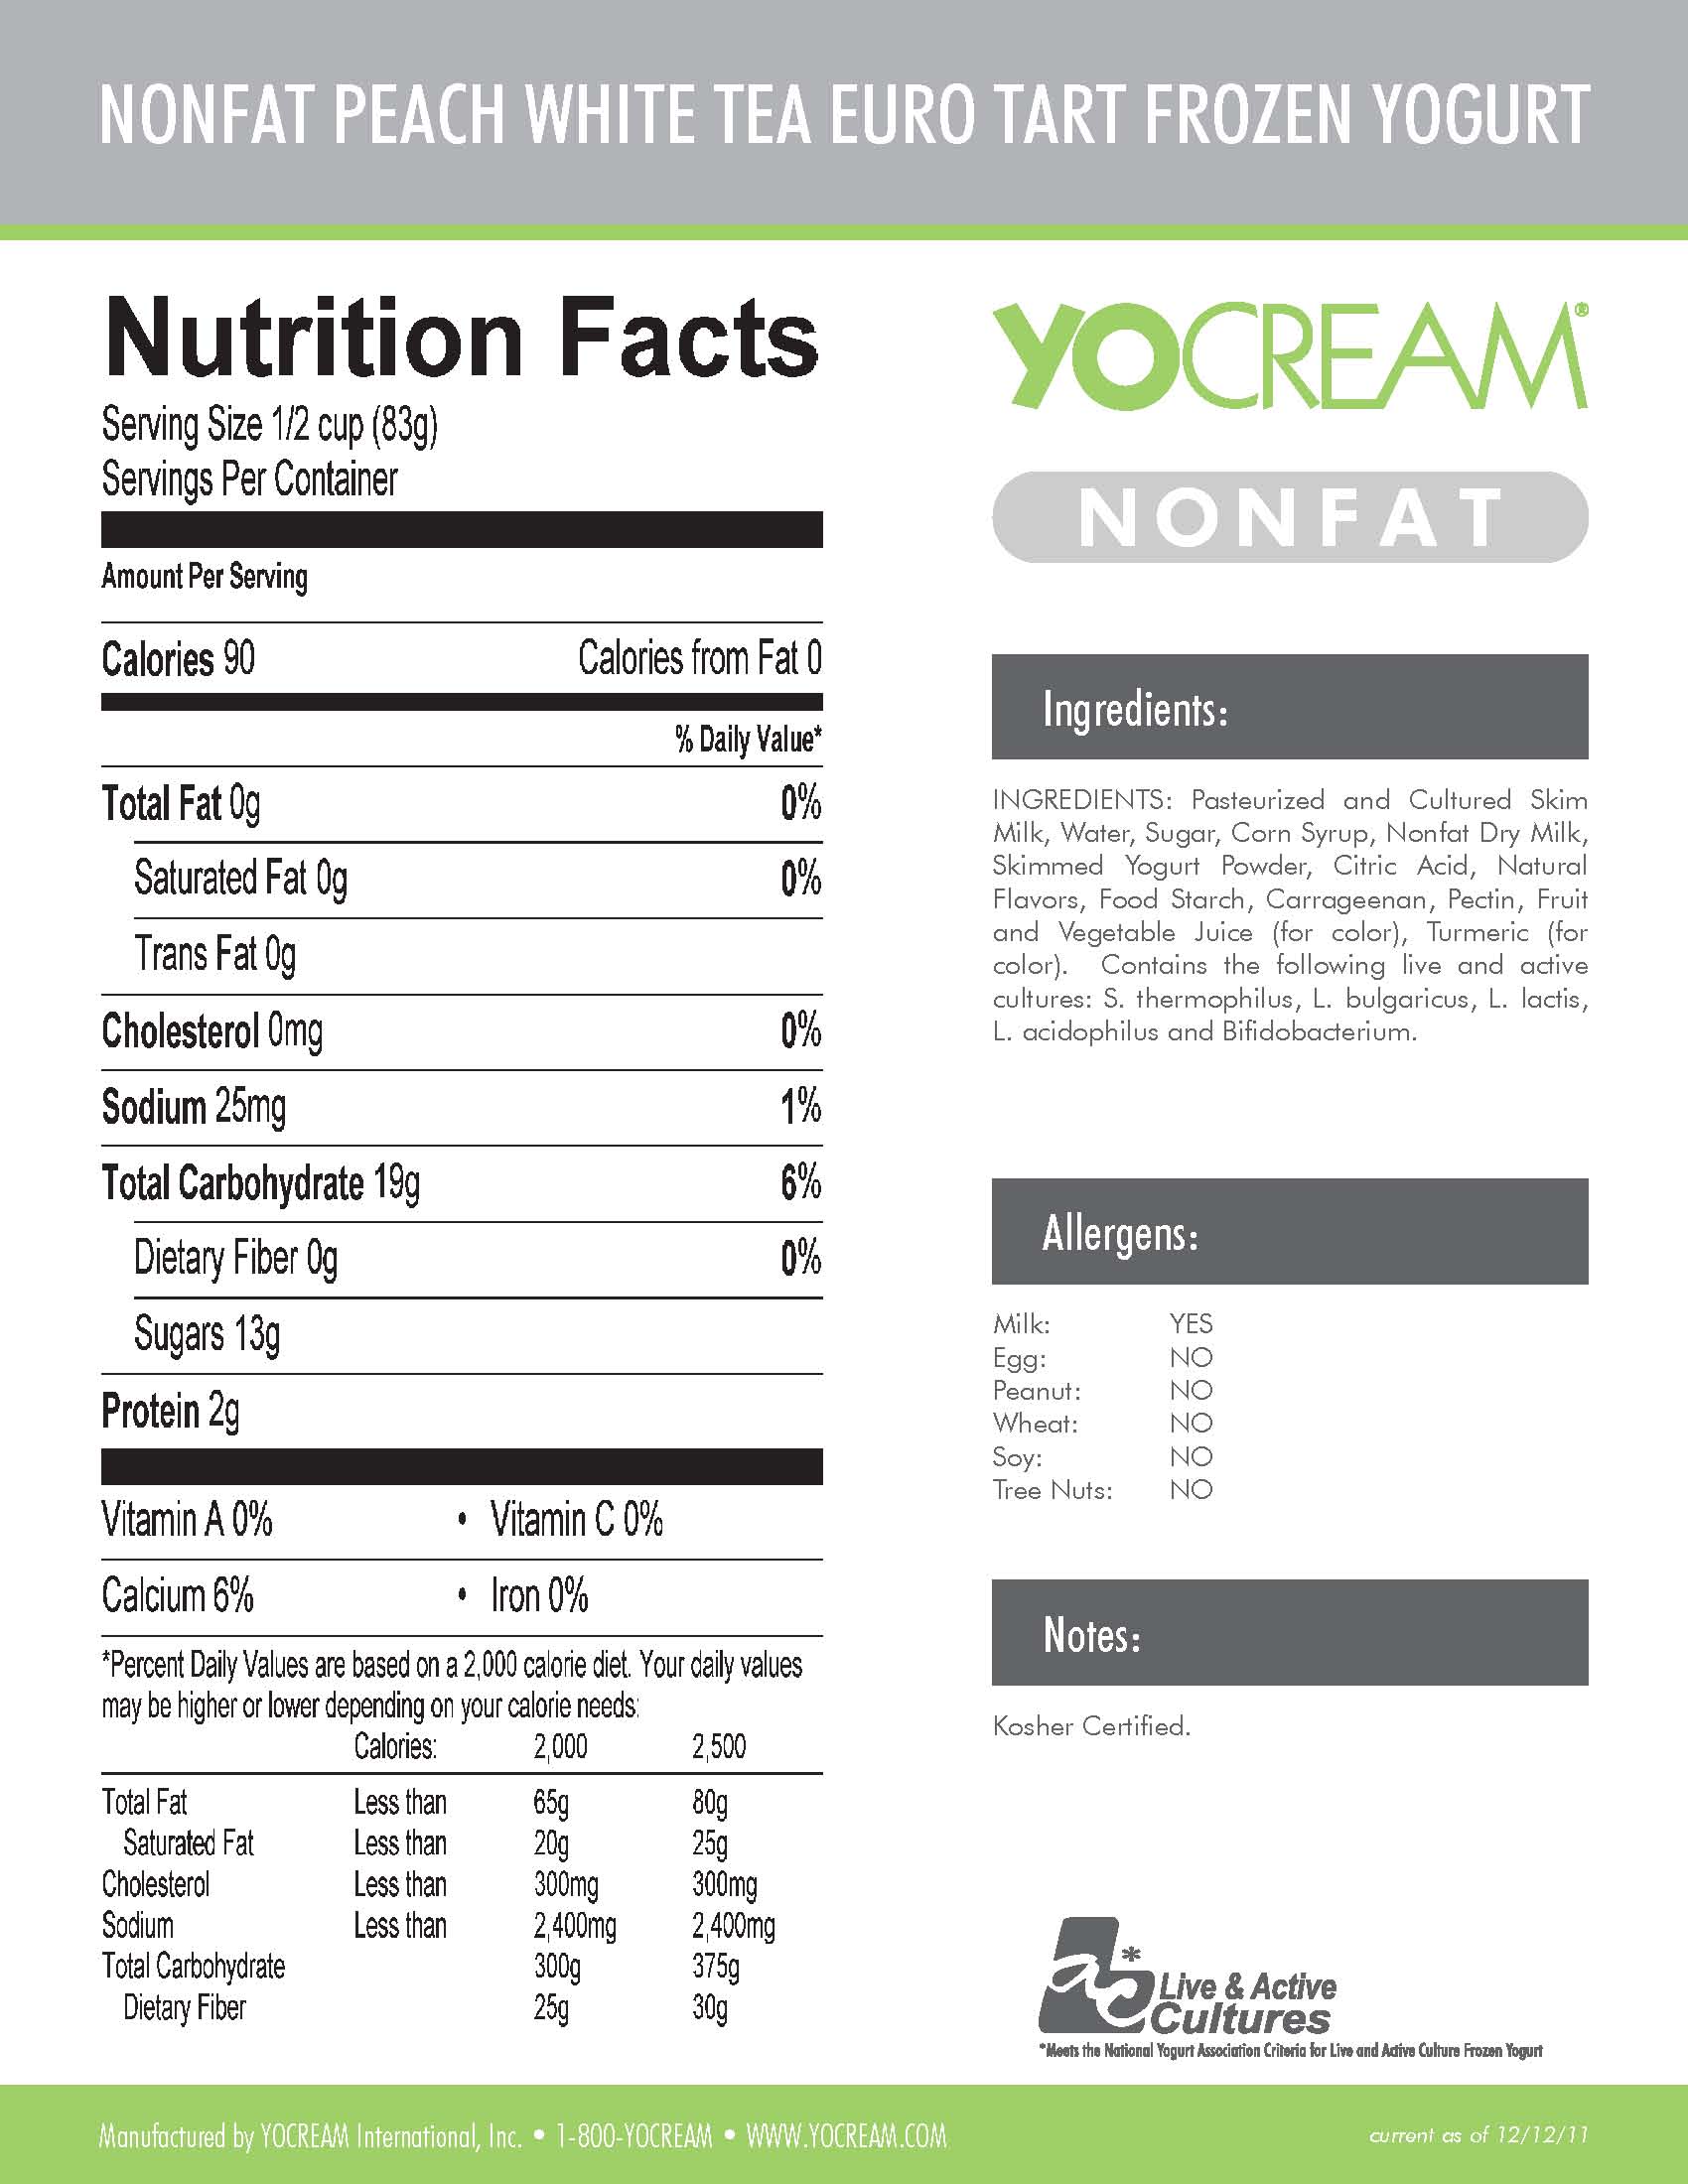 NONFAT PEACH WHITE TEA EURO TART FROZEN YOGURT
Nutrition Facts
Serving Size 1/2 cup (83g)
Servings Per Container
Amount Per Serving
Calories 90 Calories from Fat 0
% Daily Value*
Total Fat 0g 0%
Saturated Fat 0g 0%
Trans Fat 0g
Cholesterol 0mg 0%
Sodium 25mg 1%
Total Carbohydrate 19g 6%
Dietary Fiber 0g 0%
Sugars 13g
Protein 2g
Vitamin A 0% • Vitamin C 0%
Calcium 6% • Iron 0%
*Percent Daily Values are based on a 2,000 calorie diet. Your daily values
may be higher or lower depending on your calorie needs:
Calories: 2,000 2,500
Total Fat Less than 65g 80g
Saturated Fat Less than 20g 25g
Cholesterol Less than 300mg 300mg
Sodium Less than 2,400mg 2,400mg
Total Carbohydrate 300g 375g
Dietary Fiber 25g 30g
YOCREAM®
NONFAT
Ingredients:
INGREDIENTS: Pasteurized and Cultured Skim
Milk, Water, Sugar, Corn Syrup, Nonfat Dry Milk,
Skimmed Yogurt Powder, Citric Acid, Natural
Flavors, Food Starch, Carrageenan, Pectin, Fruit
and Vegetable Juice (for color), Turmeric (for
color). Contains the following live and active
cultures: S. thermophilus, L. bulgaricus, L. lactis,
L. acidophilus and Bifidobacterium.
Allergens:
Milk: YES
Egg: NO
Peanut: NO
Wheat: NO
Soy: NO
Tree Nuts: NO
Notes:
Kosher Certified.
*
Live & Active
Cultures
*Meets the National Yogurt Association Criteria for Live and Active Culture Frozen Yogurt
Manufactured by YOCREAM International, Inc. • 1-800-YOCREAM • WWW.YOCREAM.COM
current as of 12/12/11